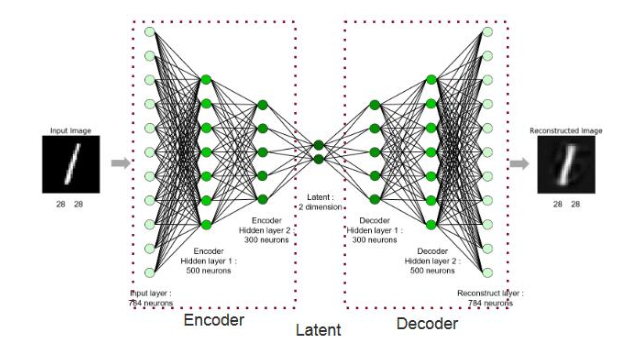 Input Image
28 28
Input layer :
784 neurons
Encoder
Hidden layer 1 :
500 neurons
Encoder
Hidden layer 2 :
300 neurons
Latent :
2 dimension
Decoder
Hidden layer 1 :
300 neurons
Decoder
Hidden layer 2 :
500 neurons
Reconstruct layer :
784 neurons
Reconstructed Image
28 28
Encoder
Latent
Decoder